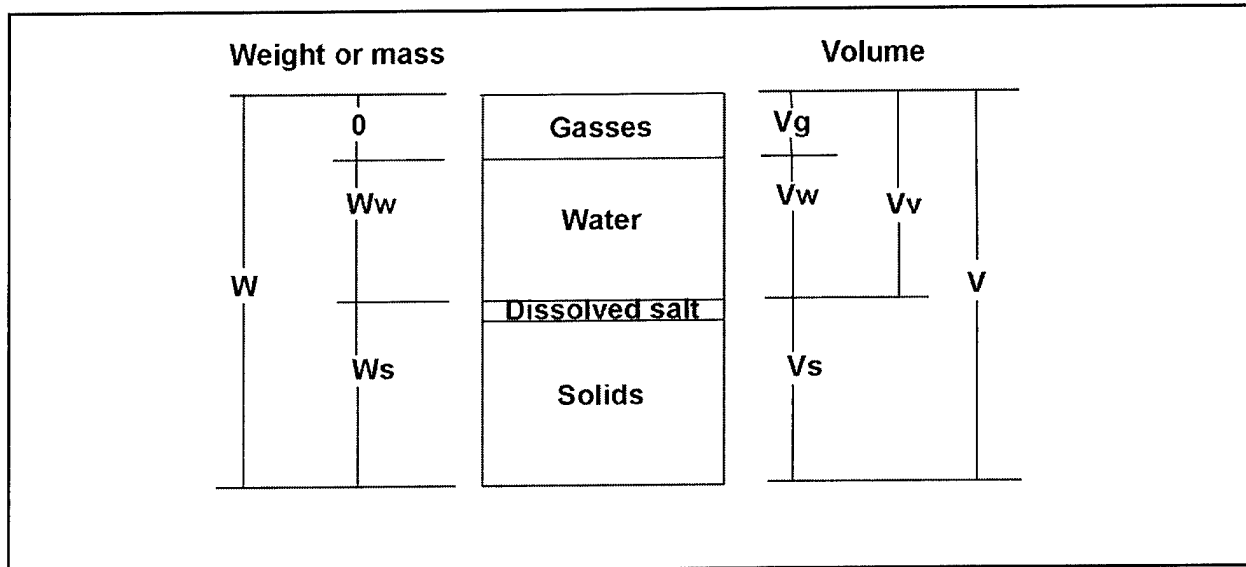 Weight or mass
Volume
0
Gasses
Vg
Ww
Water
Vw
Vv
W
V
Dissolved salt
Ws
Solids
Vs